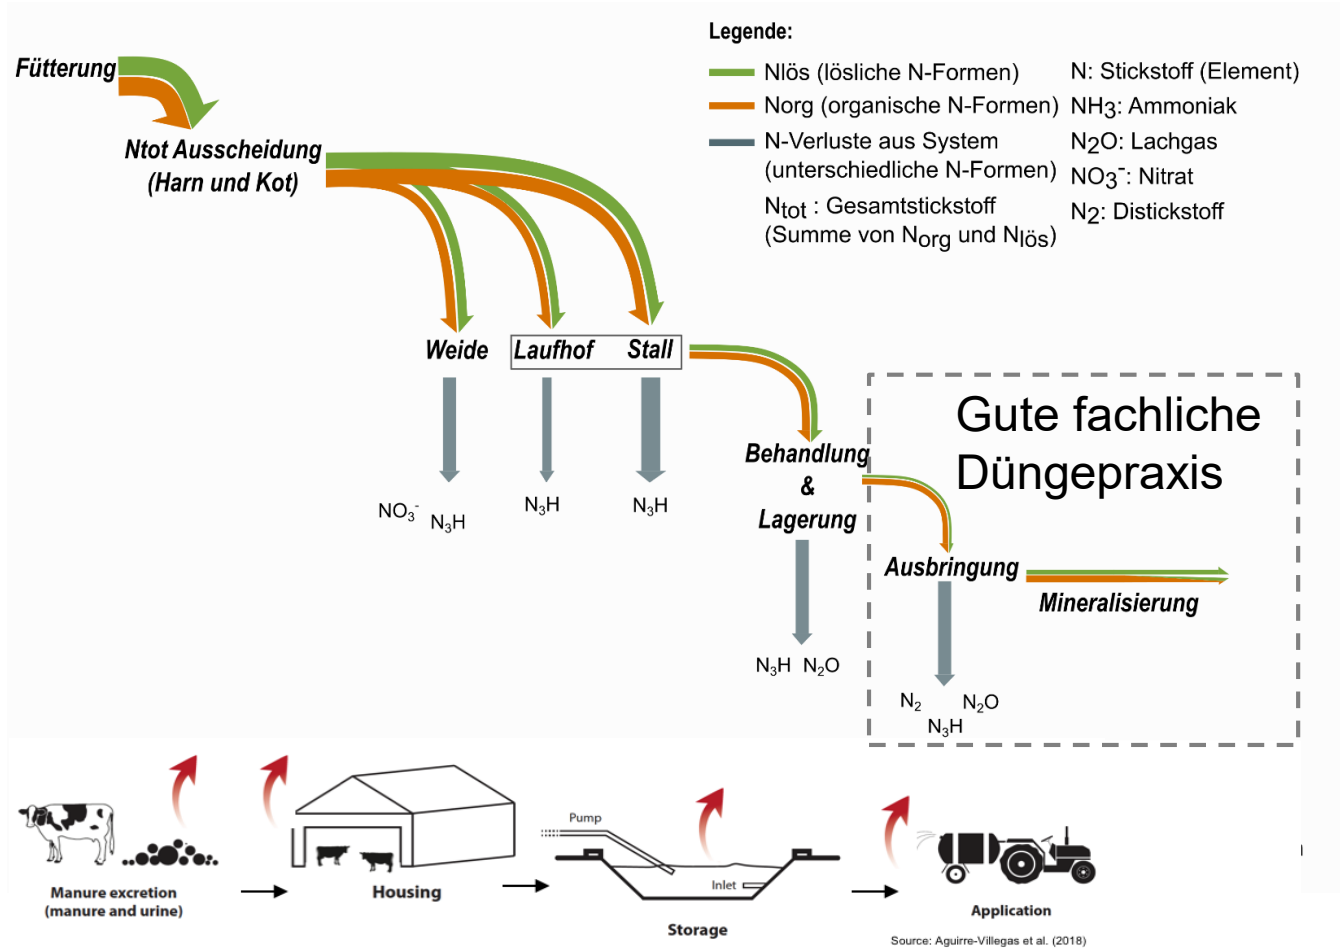 Legende:
Fütterung
Nlös (lösliche N-Formen)
Norg (organische N-Formen)
N-Verluste aus System
(unterschiedliche N-Formen)
Ntot : Gesamtstickstoff
(Summe von Norg und Nlös)
N: Stickstoff (Element)
NH3: Ammoniak
N2O: Lachgas
NO3-: Nitrat
N2: Distickstoff
Ntot Ausscheidung
(Harn und Kot)
Weide
Laufhof
Stall
NO3-
N3H
N3H
N3H
Behandlung
&
Lagerung
N3H N2O
Gute fachliche
Düngepraxis
Ausbringung
Mineralisierung
N2
N2O
N3H
Pump
Inlet
Manure excretion
(manure and urine)
Housing
Storage
Application
Source: Aguirre-Villegas et al. (2018)